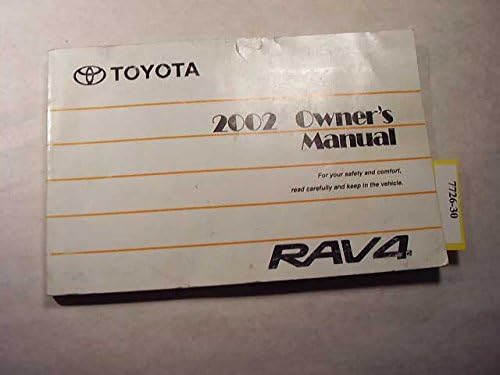 TOYOTA
2002 Owner's
Manual
For your safety and comfort,
read carefully and keep in the vehicle.
7726-30
RAV4